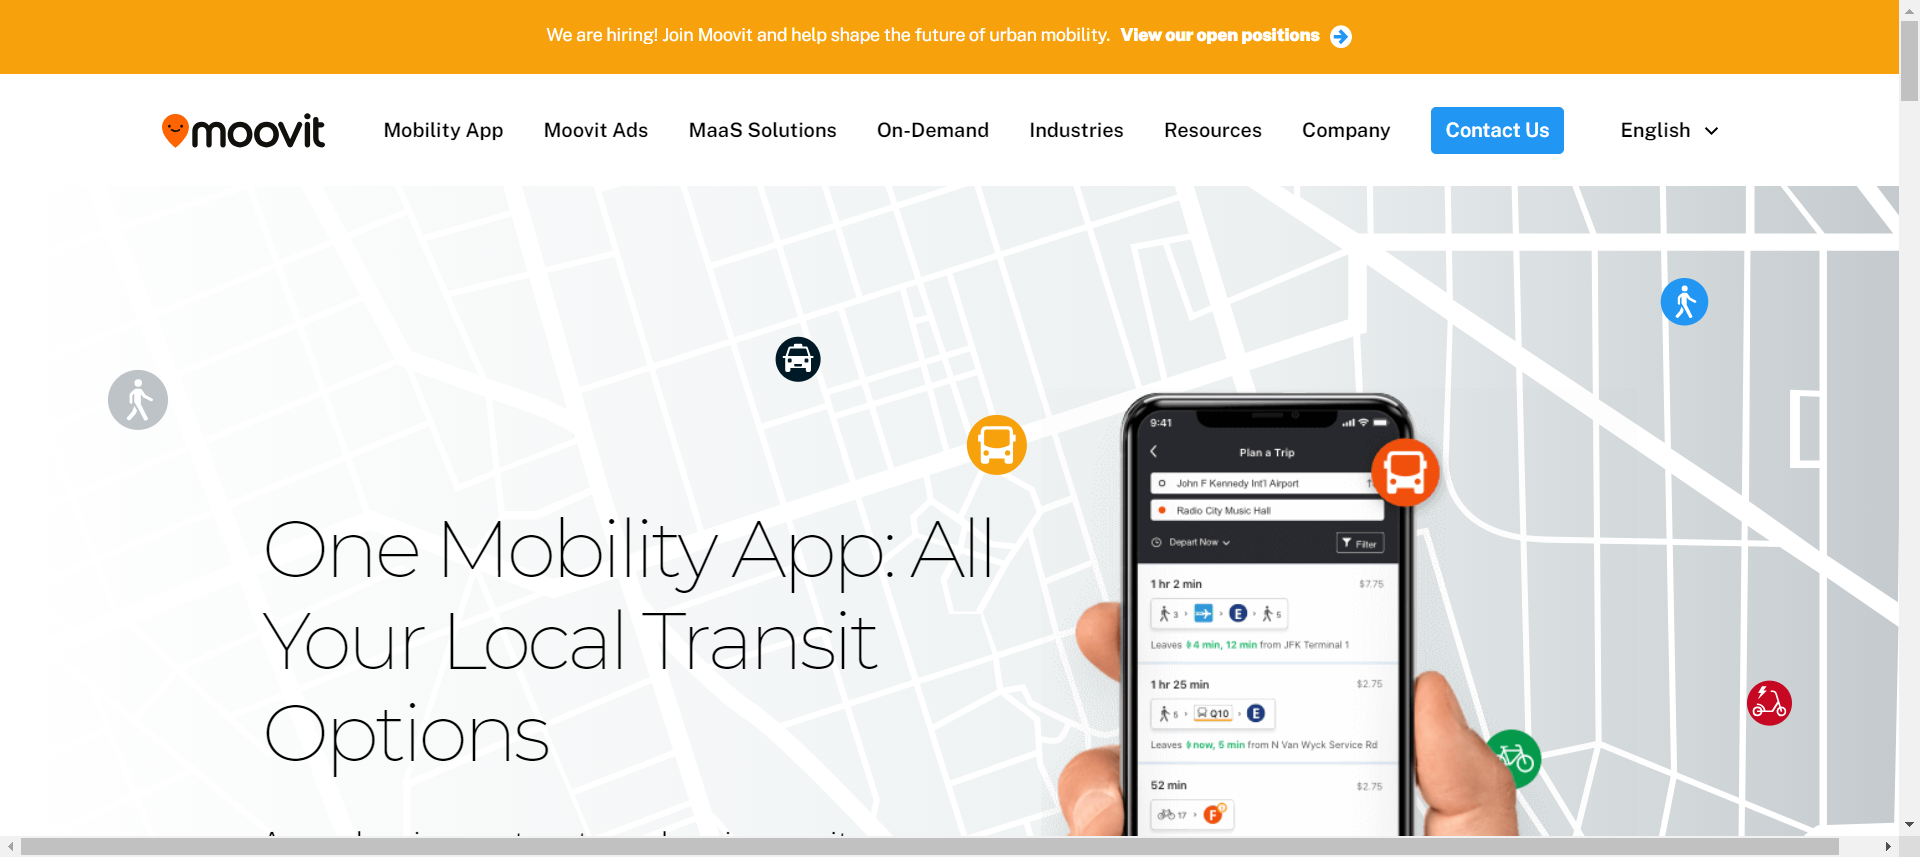 We are hiring! Join Moovit and help shape the future of urban mobility. View our open positions
moovit Mobility App Moovit Ads MaaS Solutions On-Demand Industries Resources Company Contact Us English
One Mobility App: All
Your Local Transit
Options
9:41
Plan a Trip
John F Kennedy Int'l Airport
Radio City Music Hall
Depart Now Filter
1 hr 2 min $7.75
3 E 5
Leaves 4 min, 12 min from JFK Terminal 1
1 hr 25 min $2.75
5 Q10 E
Leaves now, 5 min from N Van Wyck Service Rd
52 min $2.75
17 F